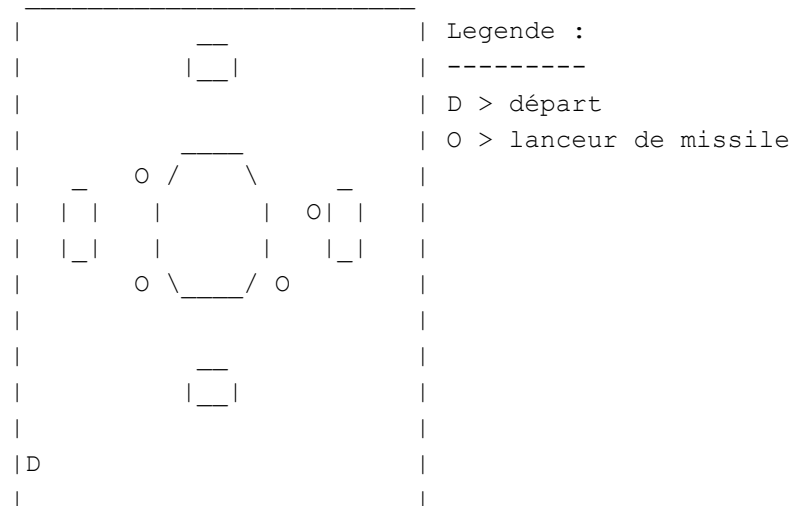 Legende :
---------
D > départ
O > lanceur de missile
O
O
O O
D